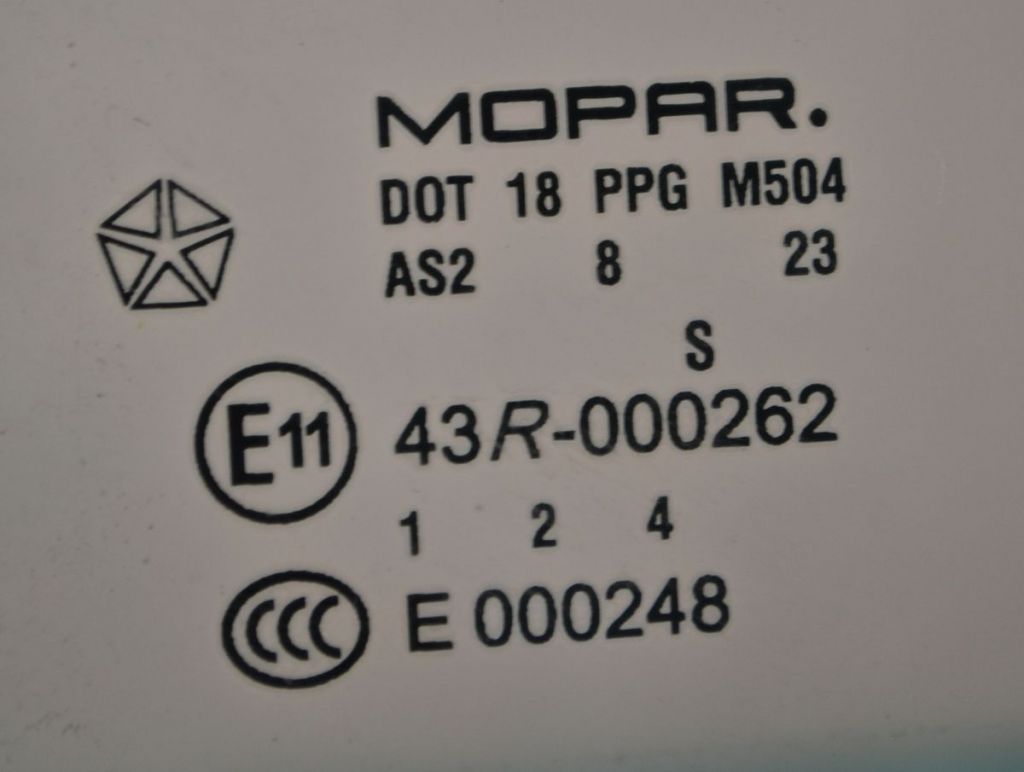 MOPAR.
DOT 18 PPG M504
AS2 8 23
S
E11 43R-000262
1 2 4
CCC E 000248